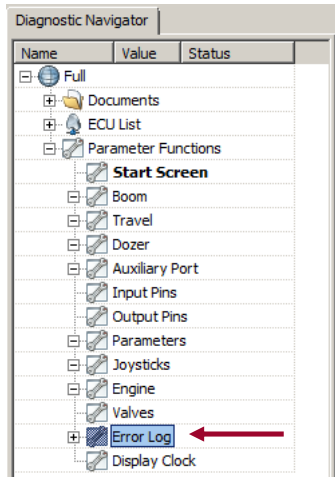 Diagnostic Navigator
Name Value Status
Full
Documents
ECU List
Parameter Functions
Start Screen
Boom
Travel
Dozer
Auxiliary Port
Input Pins
Output Pins
Parameters
Joysticks
Engine
Valves
Error Log
Display Clock